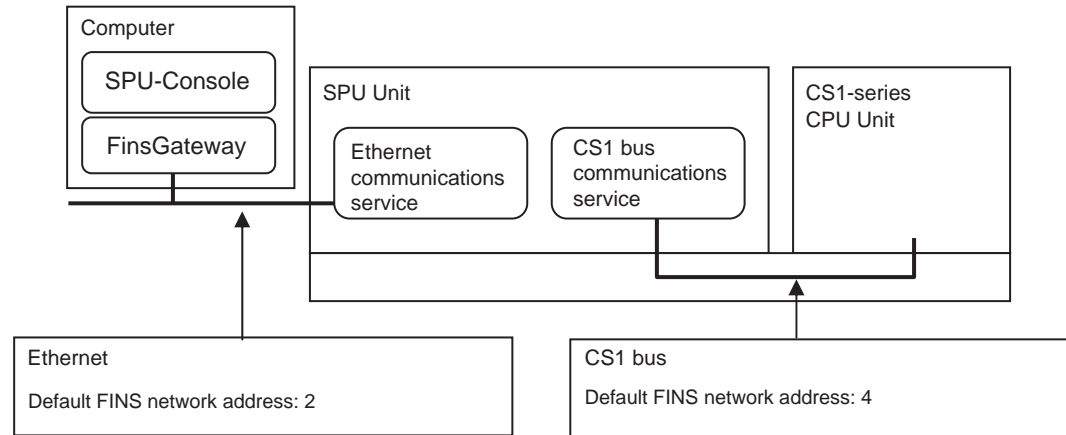 Computer
SPU-Console
FinsGateway
SPU Unit
Ethernet
communications
service
CS1 bus
communications
service
CS1-series
CPU Unit
Ethernet
Default FINS network address: 2
CS1 bus
Default FINS network address: 4